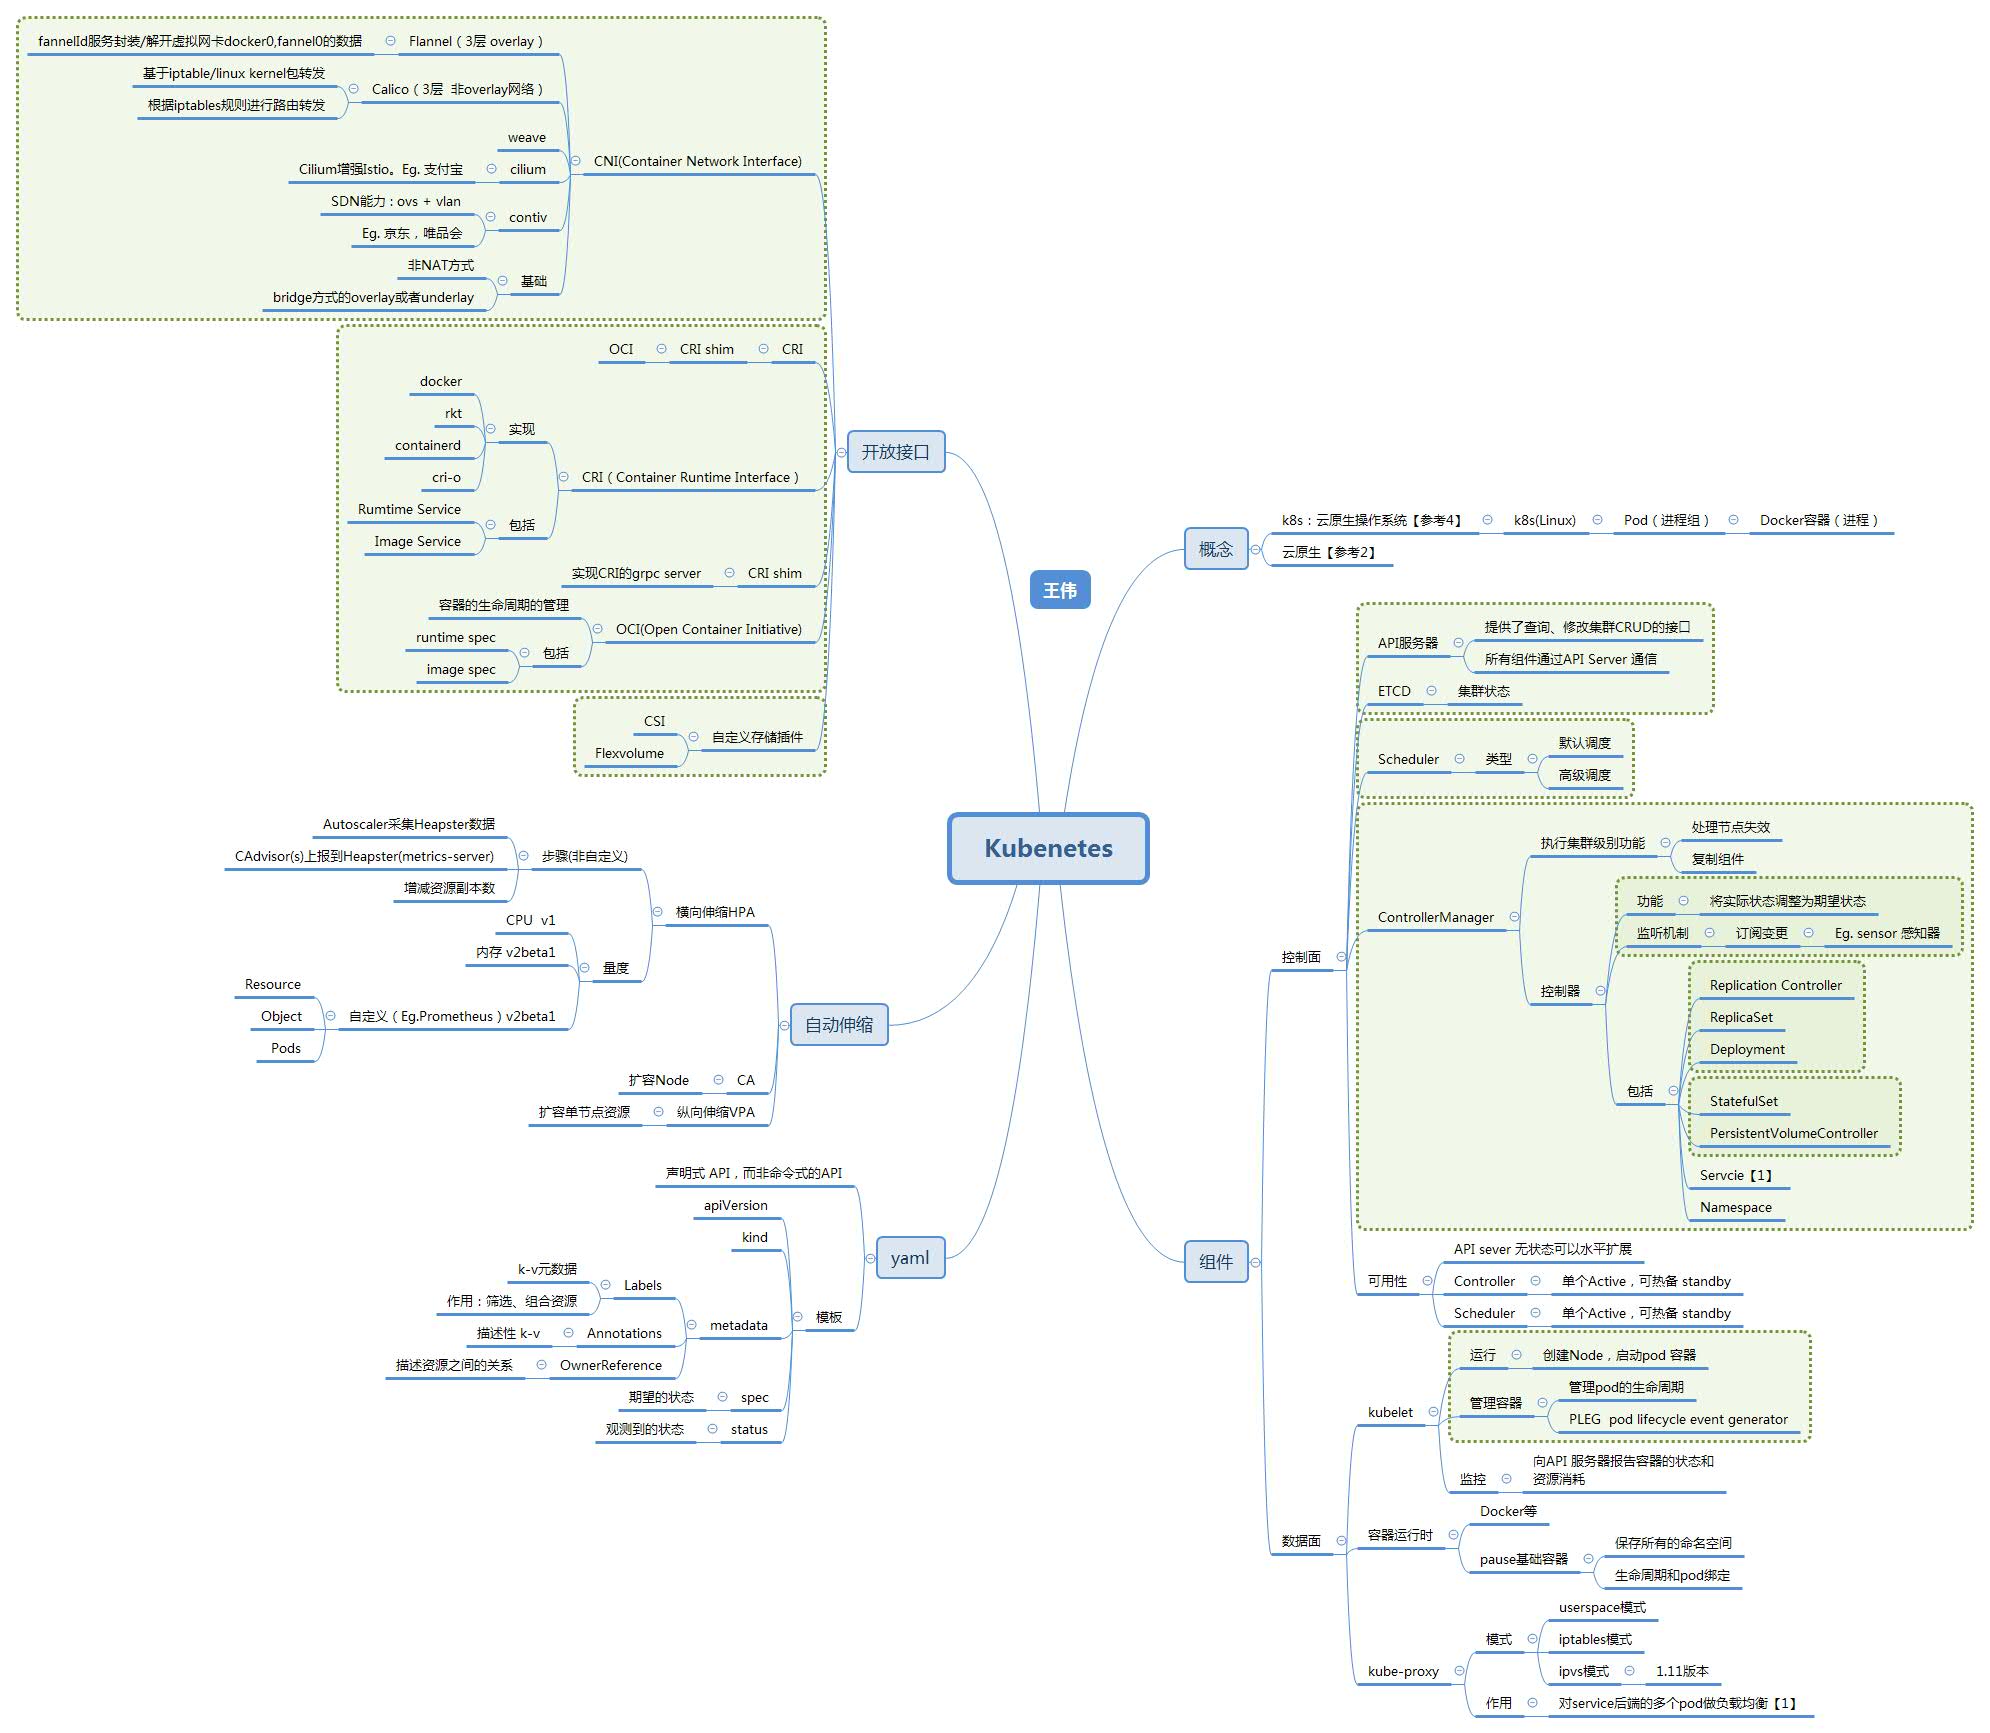 Kubenetes
王伟
概念
k8s：云原生操作系统【参考4】
k8s(Linux)
Pod（进程组）
Docker容器（进程）
云原生【参考2】
组件
控制面
API服务器
提供了查询、修改集群CRUD的接口
所有组件通过API Server 通信
ETCD
集群状态
Scheduler
类型
默认调度
高级调度
ControllerManager
执行集群级别功能
处理节点失效
复制组件
控制器
功能
将实际状态调整为期望状态
监听机制
订阅变更
Eg. sensor 感知器
包括
Replication Controller
ReplicaSet
Deployment
StatefulSet
PersistentVolumeController
Servcie【1】
Namespace
可用性
API sever 无状态可以水平扩展
Controller
单个Active，可热备 standby
Scheduler
单个Active，可热备 standby
数据面
kubelet
运行
创建Node，启动pod 容器
管理容器
管理pod的生命周期
PLEG  pod lifecycle event generator
监控
向API 服务器报告容器的状态和
资源消耗
容器运行时
Docker等
pause基础容器
保存所有的命名空间
生命周期和pod绑定
kube-proxy
模式
userspace模式
iptables模式
ipvs模式
1.11版本
作用
对service后端的多个pod做负载均衡【1】
开放接口
CNI(Container Network Interface)
Flannel（3层 overlay）
fannelId服务封装/解开虚拟网卡docker0,fannel0的数据
Calico（3层  非overlay网络）
基于iptable/linux kernel包转发
根据iptables规则进行路由转发
weave
cilium
Cilium增强Istio。Eg. 支付宝
contiv
SDN能力：ovs + vlan
Eg. 京东，唯品会
基础
非NAT方式
bridge方式的overlay或者underlay
CRI
CRI shim
OCI
CRI（Container Runtime Interface）
实现
docker
rkt
containerd
cri-o
包括
Rumtime Service
Image Service
CRI shim
实现CRI的grpc server
OCI(Open Container Initiative)
容器的生命周期的管理
包括
runtime spec
image spec
自定义存储插件
CSI
Flexvolume
自动伸缩
横向伸缩HPA
步骤(非自定义)
Autoscaler采集Heapster数据
CAdvisor(s)上报到Heapster(metrics-server)
增减资源副本数
量度
CPU  v1
内存 v2beta1
自定义（Eg.Prometheus）v2beta1
Resource
Object
Pods
CA
扩容Node
纵向伸缩VPA
扩容单节点资源
yaml
声明式 API，而非命令式的API
模板
apiVersion
kind
metadata
Labels
k-v元数据
作用：筛选、组合资源
Annotations
描述性 k-v
OwnerReference
描述资源之间的关系
spec
期望的状态
status
观测到的状态